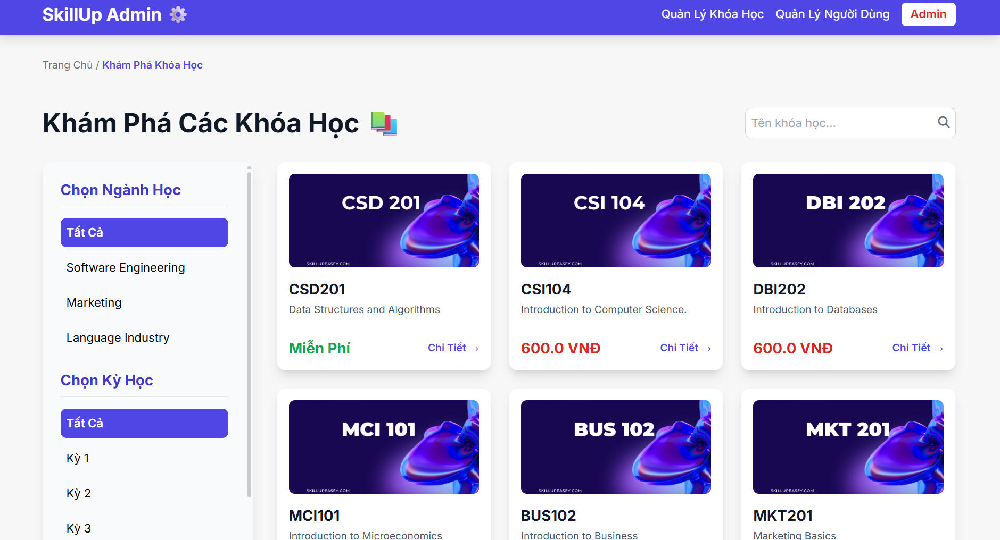 SkillUp Admin
Quản Lý Khóa Học
Quản Lý Người Dùng
Admin
Trang Chủ / Khám Phá Khóa Học
Khám Phá Các Khóa Học
Tên khóa học...
Chọn Ngành Học
Tất Cả
Software Engineering
Marketing
Language Industry
Chọn Kỳ Học
Tất Cả
Kỳ 1
Kỳ 2
Kỳ 3
CSD 201
SKILLUPEASEY.COM
CSD201
Data Structures and Algorithms
Miễn Phí
Chi Tiết →
CSI 104
SKILLUPEASEY.COM
CSI104
Introduction to Computer Science.
600.0 VNĐ
Chi Tiết →
DBI 202
SKILLUPEASEY.COM
DBI202
Introduction to Databases
600.0 VNĐ
Chi Tiết →
MCI 101
SKILLUPEASEY.COM
MCI101
Introduction to Microeconomics
BUS 102
SKILLUPEASEY.COM
BUS102
Introduction to Business
MKT 201
SKILLUPEASEY.COM
MKT201
Marketing Basics